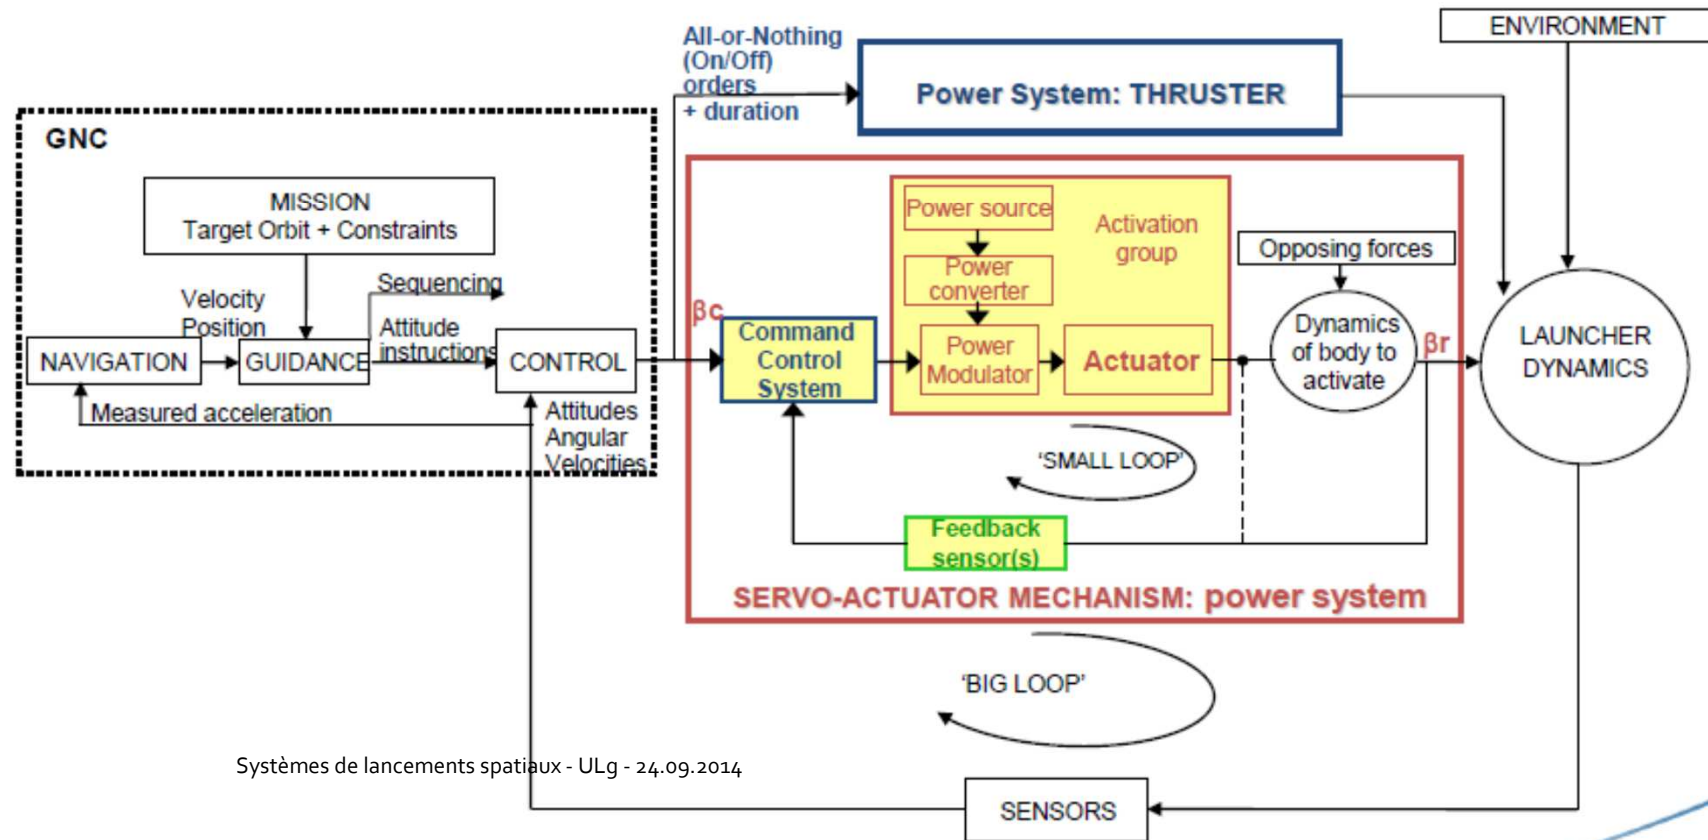 ENVIRONMENT
All-or-Nothing
(On/Off)
orders
+ duration
Power System: THRUSTER
GNC
MISSION
Target Orbit + Constraints
Velocity
Position
Sequencing
Attitude
instructions
NAVIGATION
GUIDANCE
CONTROL
Measured acceleration
Attitudes
Angular
Velocities
βc
Command
Control
System
Power source
Power
converter
Power
Modulator
Activation
group
Actuator
Opposing forces
Dynamics
of body to
activate
βr
LAUNCHER
DYNAMICS
'SMALL LOOP'
Feedback
sensor(s)
SERVO-ACTUATOR MECHANISM: power system
'BIG LOOP'
Systèmes de lancements spatiaux - ULg - 24.09.2014
SENSORS